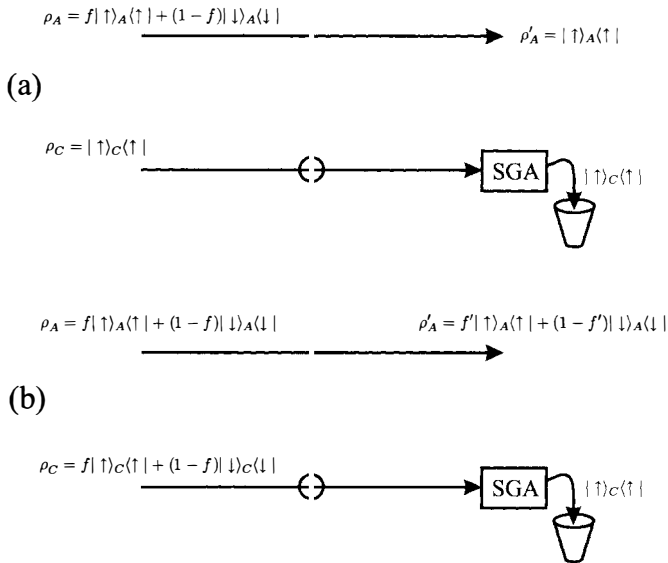 ρ_A = f| ↑⟩_A⟨↑ | + (1 − f)| ↓⟩_A⟨↓ |
ρ′_A = | ↑⟩_A⟨↑ |
(a)
ρ_C = | ↑⟩_C⟨↑ |
SGA
| ↑⟩_C⟨↑ |
ρ_A = f| ↑⟩_A⟨↑ | + (1 − f)| ↓⟩_A⟨↓ |
ρ′_A = f′| ↑⟩_A⟨↑ | + (1 − f′)| ↓⟩_A⟨↓ |
(b)
ρ_C = f| ↑⟩_C⟨↑ | + (1 − f)| ↓⟩_C⟨↓ |
SGA
| ↑⟩_C⟨↑ |